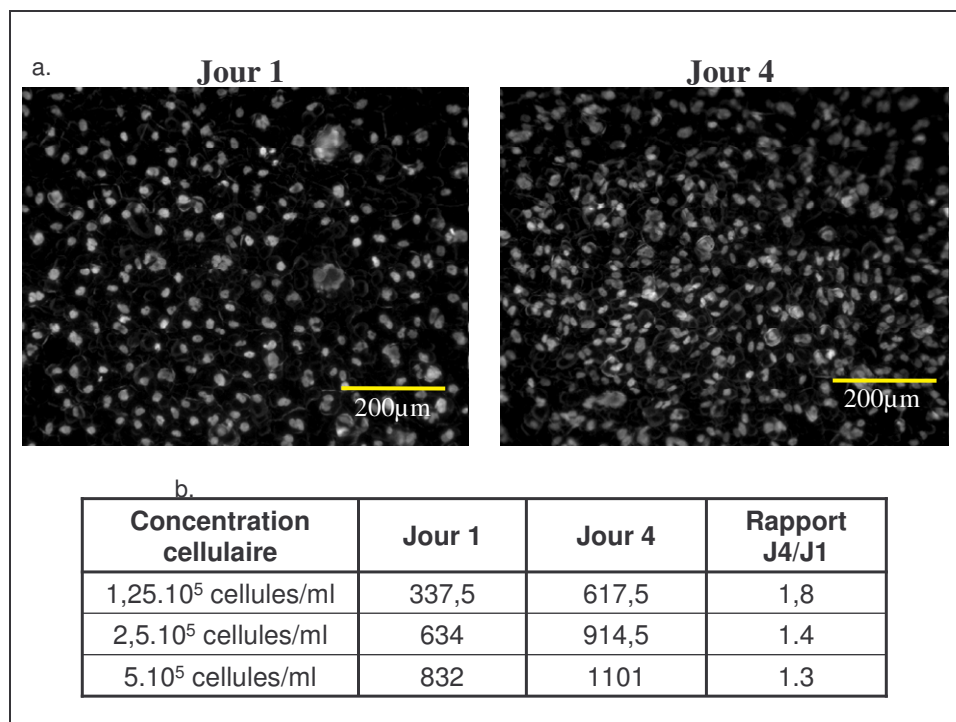 a.
Jour 1
Jour 4
200µm
200µm
b.
Concentration cellulaire Jour 1 Jour 4 Rapport J4/J1
1,25.10⁵ cellules/ml 337,5 617,5 1,8
2,5.10⁵ cellules/ml 634 914,5 1.4
5.10⁵ cellules/ml 832 1101 1.3